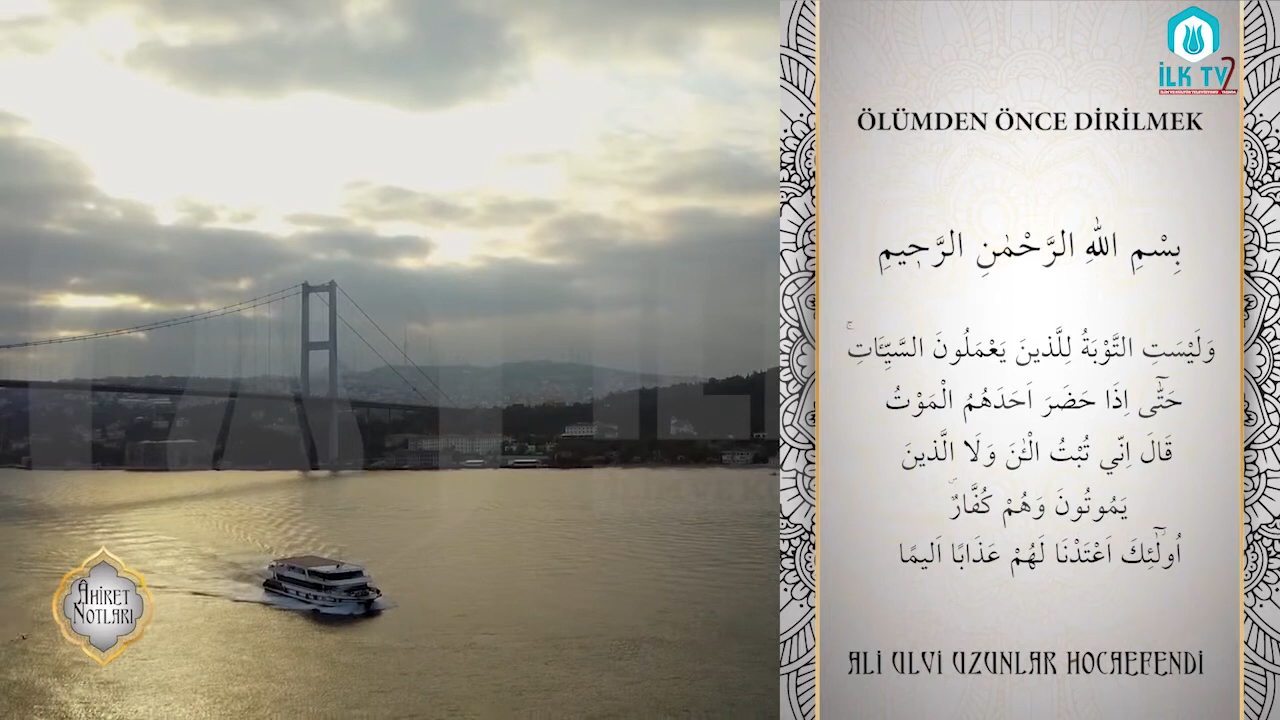 İLK TV 2
ÖLÜMDEN ÖNCE DİRİLMEK
بِسْمِ اللّٰهِ الرَّحْمٰنِ الرَّح۪يمِ
وَلَيْسَتِ التَّوْبَةُ لِلَّذ۪ينَ يَعْمَلُونَ السَّيِّـَٔاتِۚ
حَتّٰٓى اِذَا حَضَرَ اَحَدَهُمُ الْمَوْتُ
قَالَ اِنّ۪ي تُبْتُ الْـٰٔنَ وَلَا الَّذ۪ينَ
يَمُوتُونَ وَهُمْ كُفَّارٌۜ
اُو۬لٰٓئِكَ اَعْتَدْنَا لَهُمْ عَذَابًا اَل۪يمًا
AHİRET
NOTLARI
ALİ ULVİ UZUNLAR HOCAEFENDİ